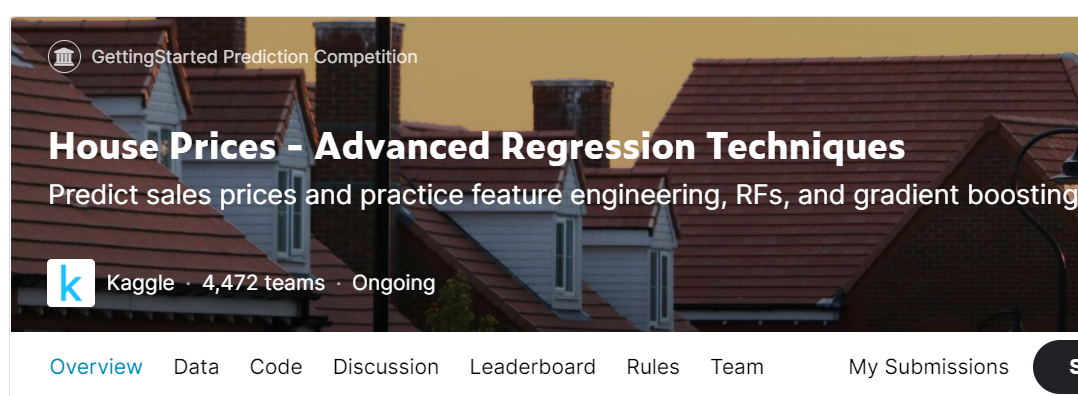 GettingStarted Prediction Competition
House Prices - Advanced Regression Techniques
Predict sales prices and practice feature engineering, RFs, and gradient boosting
k
Kaggle · 4,472 teams · Ongoing
Overview Data Code Discussion Leaderboard Rules Team My Submissions S